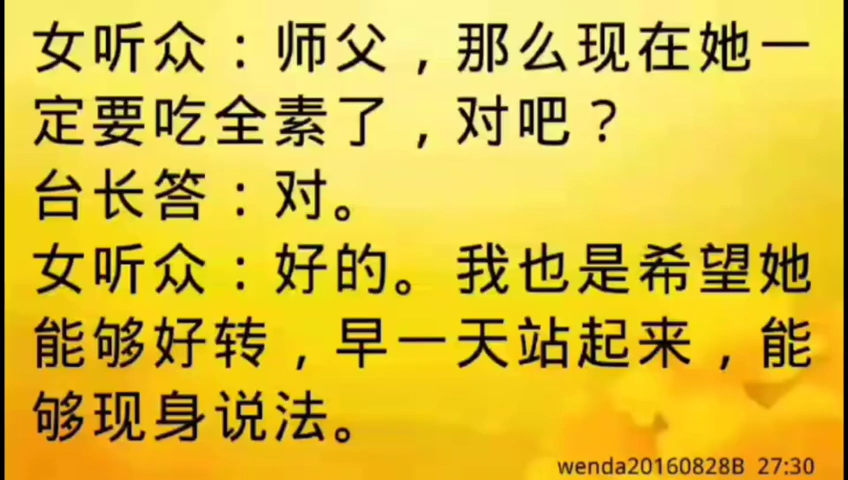 女听众：师父，那么现在她一
定要吃全素了，对吧？
台长答：对。
女听众：好的。我也是希望她
能够好转，早一天站起来，能
够现身说法。
wenda20160828B 27:30